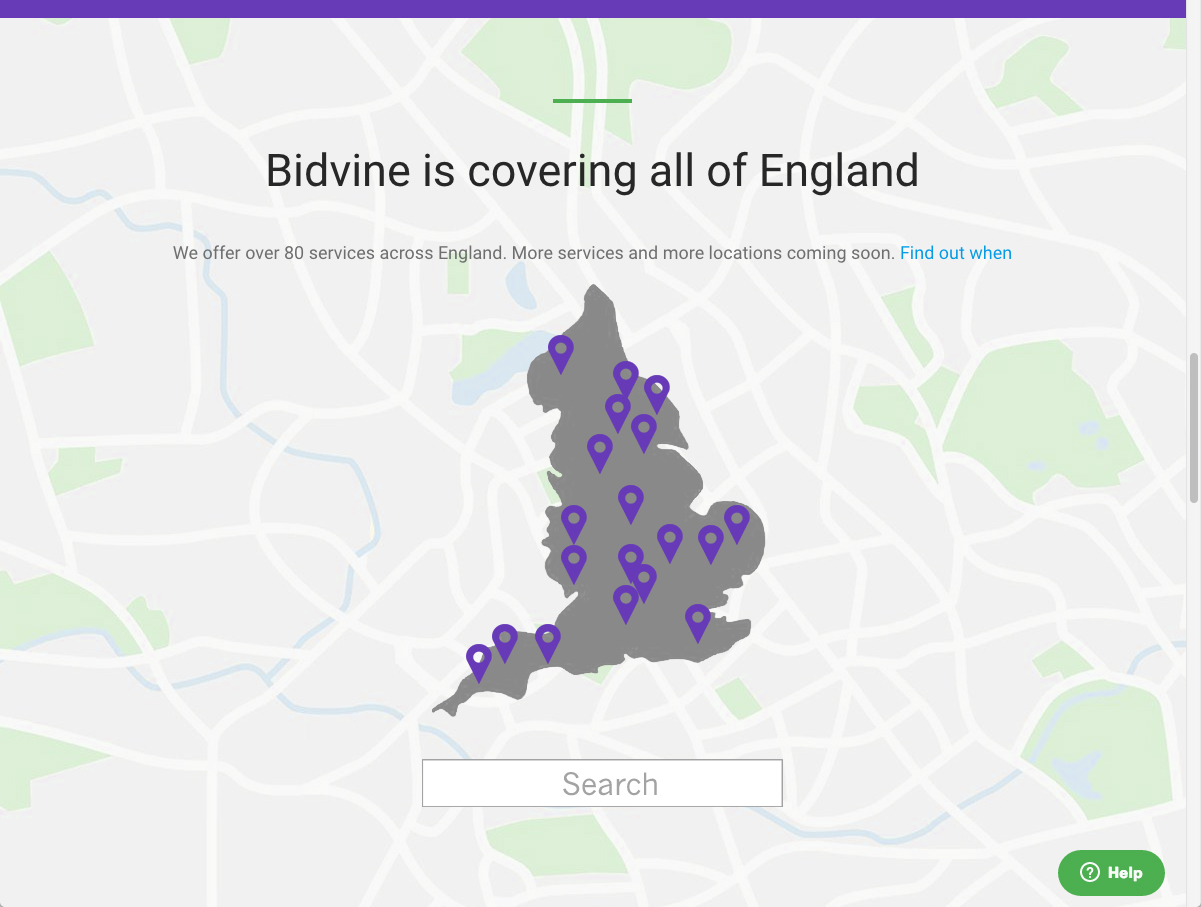 Bidvine is covering all of England
We offer over 80 services across England. More services and more locations coming soon. Find out when
Search
Help